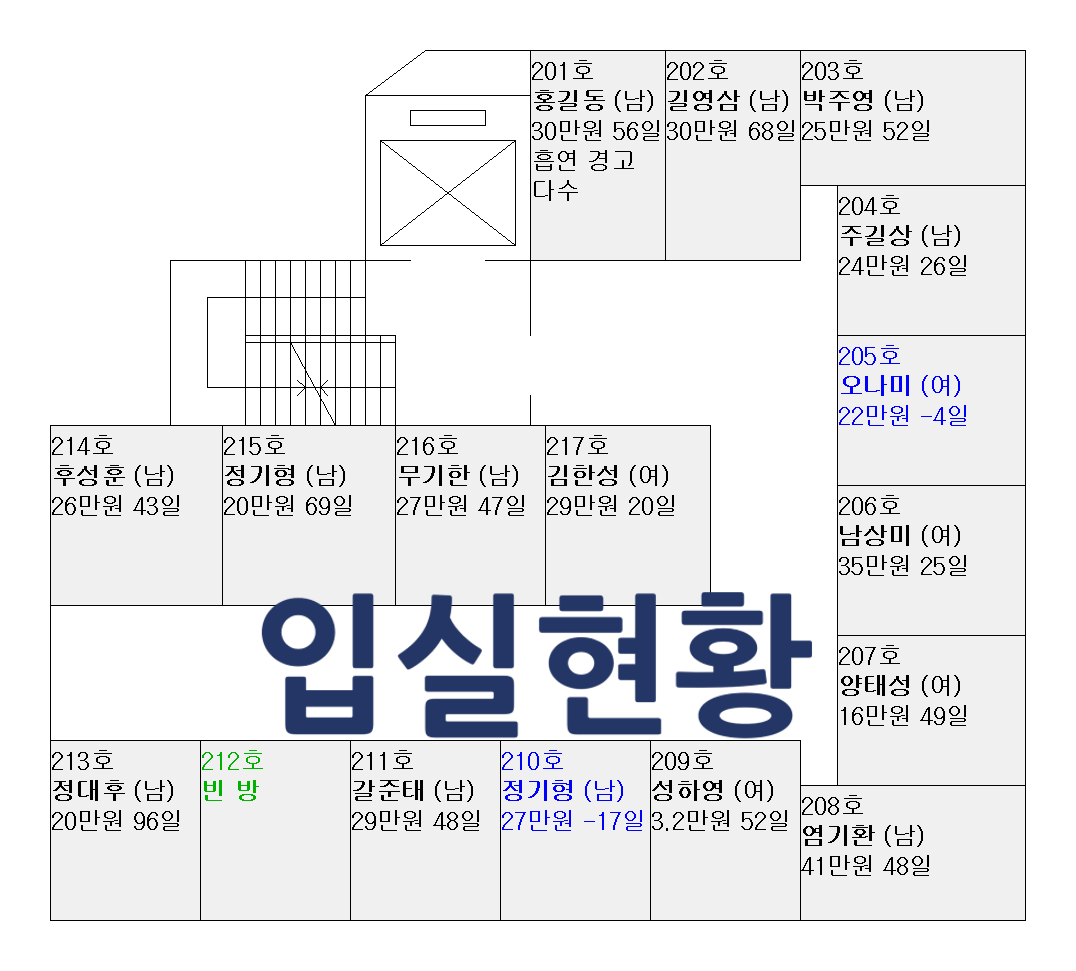 201호
홍길동 (남)
30만원 56일
흡연 경고
다수
202호
길영삼 (남)
30만원 68일
203호
박주영 (남)
25만원 52일
204호
주길상 (남)
24만원 26일
205호
오나미 (여)
22만원 -4일
206호
남상미 (여)
35만원 25일
207호
양태성 (여)
16만원 49일
214호
후성훈 (남)
26만원 43일
215호
정기형 (남)
20만원 69일
216호
무기한 (남)
27만원 47일
217호
김한성 (여)
29만원 20일
입실현황
213호
정대후 (남)
20만원 96일
212호
빈 방
211호
갈준태 (남)
29만원 48일
210호
정기형 (남)
27만원 -17일
209호
성하영 (여)
3.2만원 52일
208호
염기환 (남)
41만원 48일